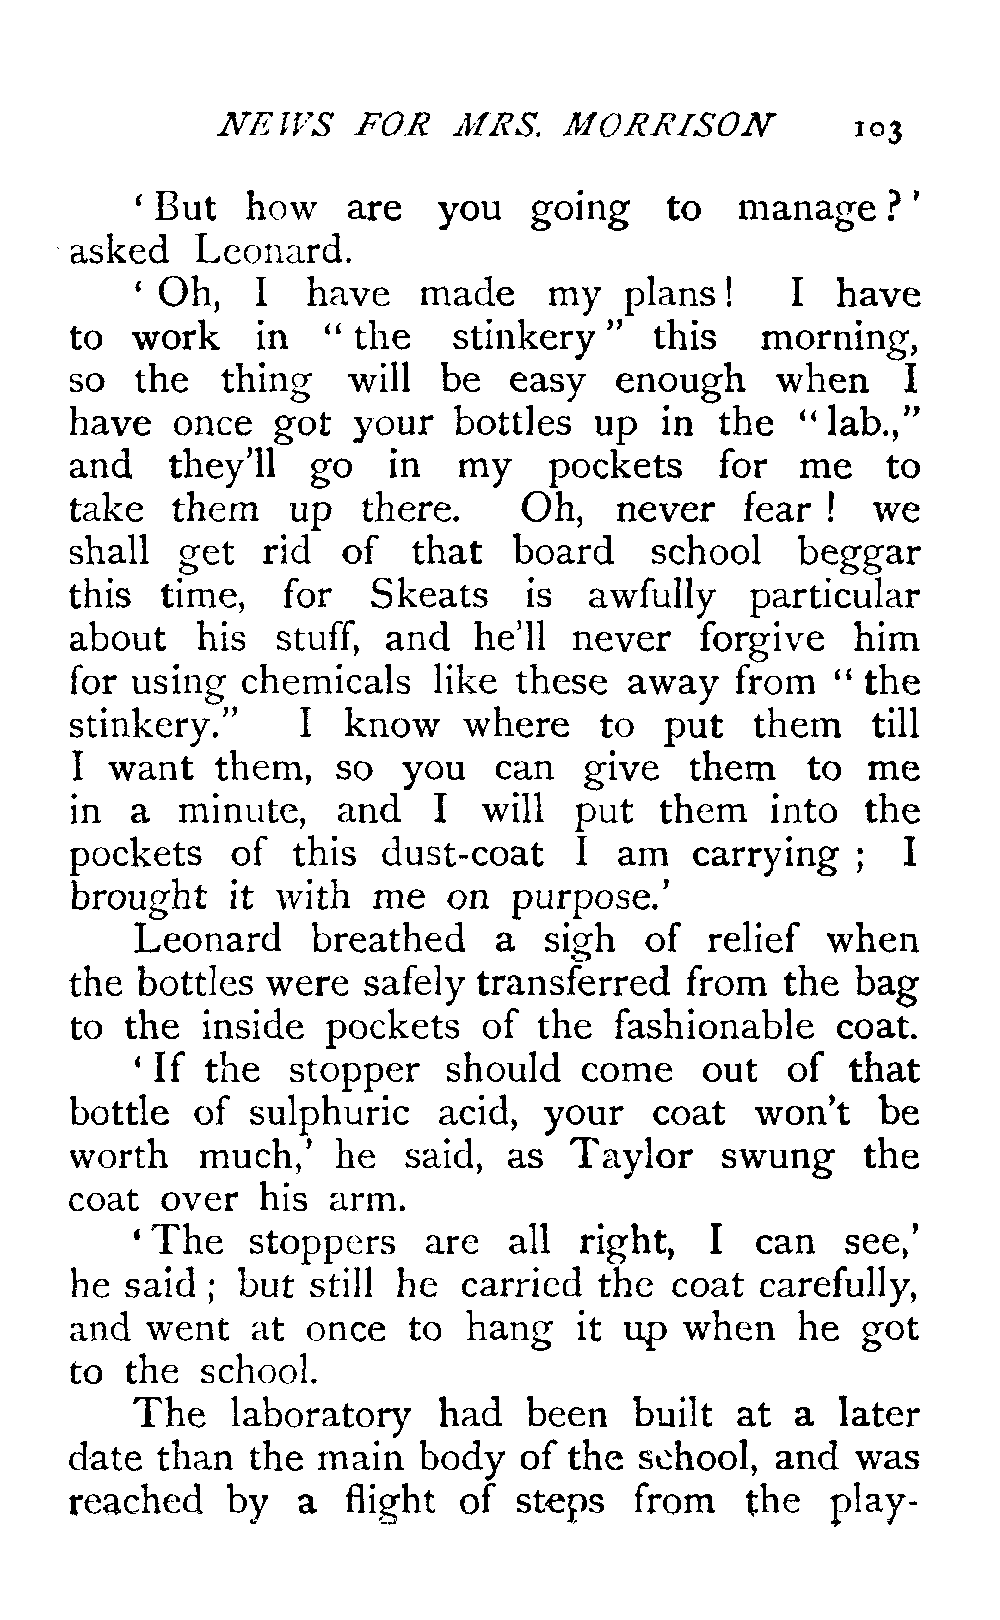 NEWS FOR MRS. MORRISON 103
‘But how are you going to manage?’
asked Leonard.
‘Oh, I have made my plans! I have
to work in “the stinkery” this morning,
so the thing will be easy enough when I
have once got your bottles up in the “lab.,”
and they’ll go in my pockets for me to
take them up there. Oh, never fear! we
shall get rid of that board school beggar
this time, for Skeats is awfully particular
about his stuff, and he’ll never forgive him
for using chemicals like these away from “the
stinkery.” I know where to put them till
I want them, so you can give them to me
in a minute, and I will put them into the
pockets of this dust-coat I am carrying; I
brought it with me on purpose.’
Leonard breathed a sigh of relief when
the bottles were safely transferred from the bag
to the inside pockets of the fashionable coat.
‘If the stopper should come out of that
bottle of sulphuric acid, your coat won’t be
worth much,’ he said, as Taylor swung the
coat over his arm.
‘The stoppers are all right, I can see,’
he said; but still he carried the coat carefully,
and went at once to hang it up when he got
to the school.
The laboratory had been built at a later
date than the main body of the school, and was
reached by a flight of steps from the play-